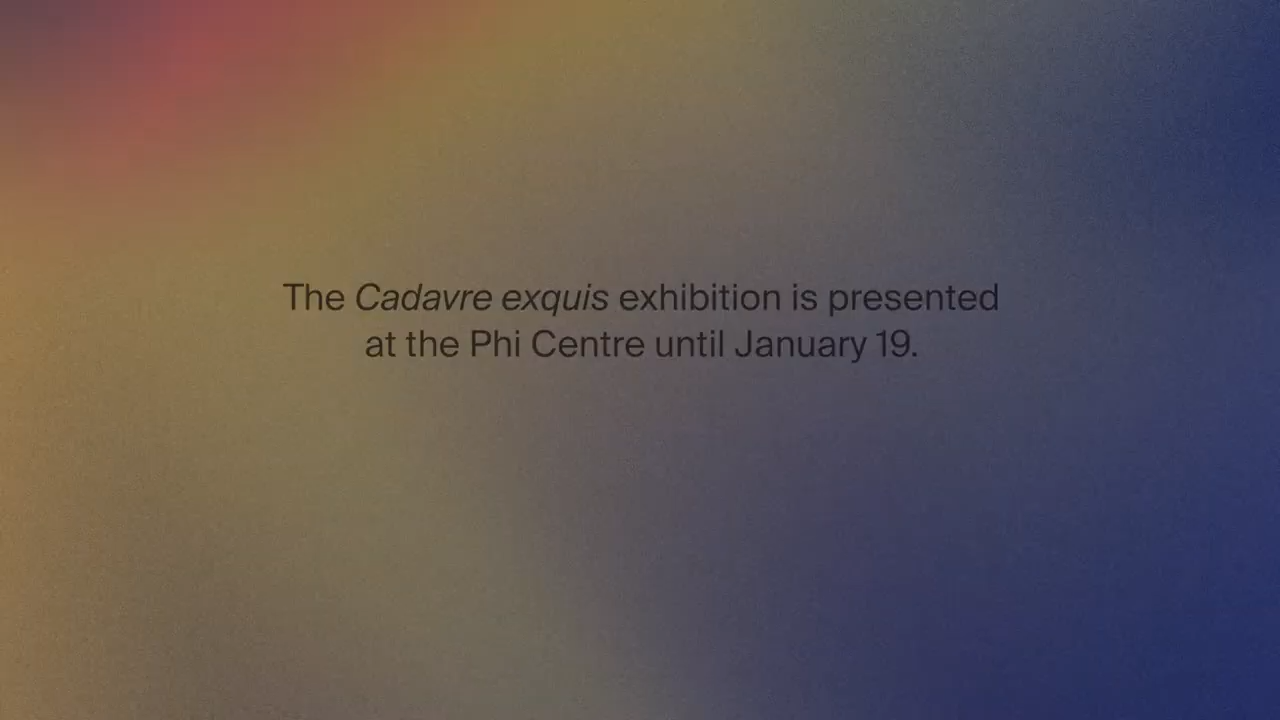 The Cadavre exquis exhibition is presented
at the Phi Centre until January 19.